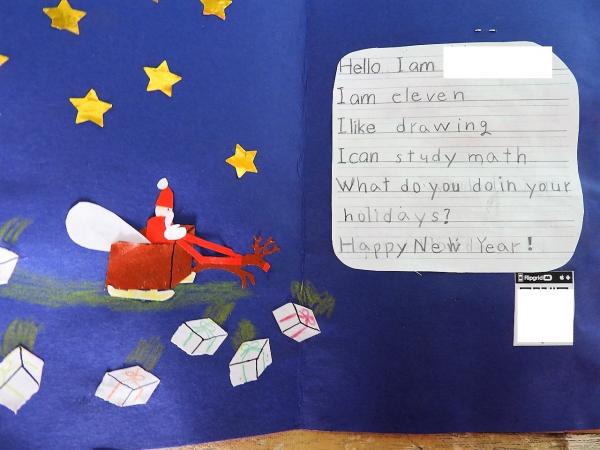 Hello I am
I am eleven
I like drawing
I can study math
What do you do in your
holidays?
Happy New Year!
Flipgrid